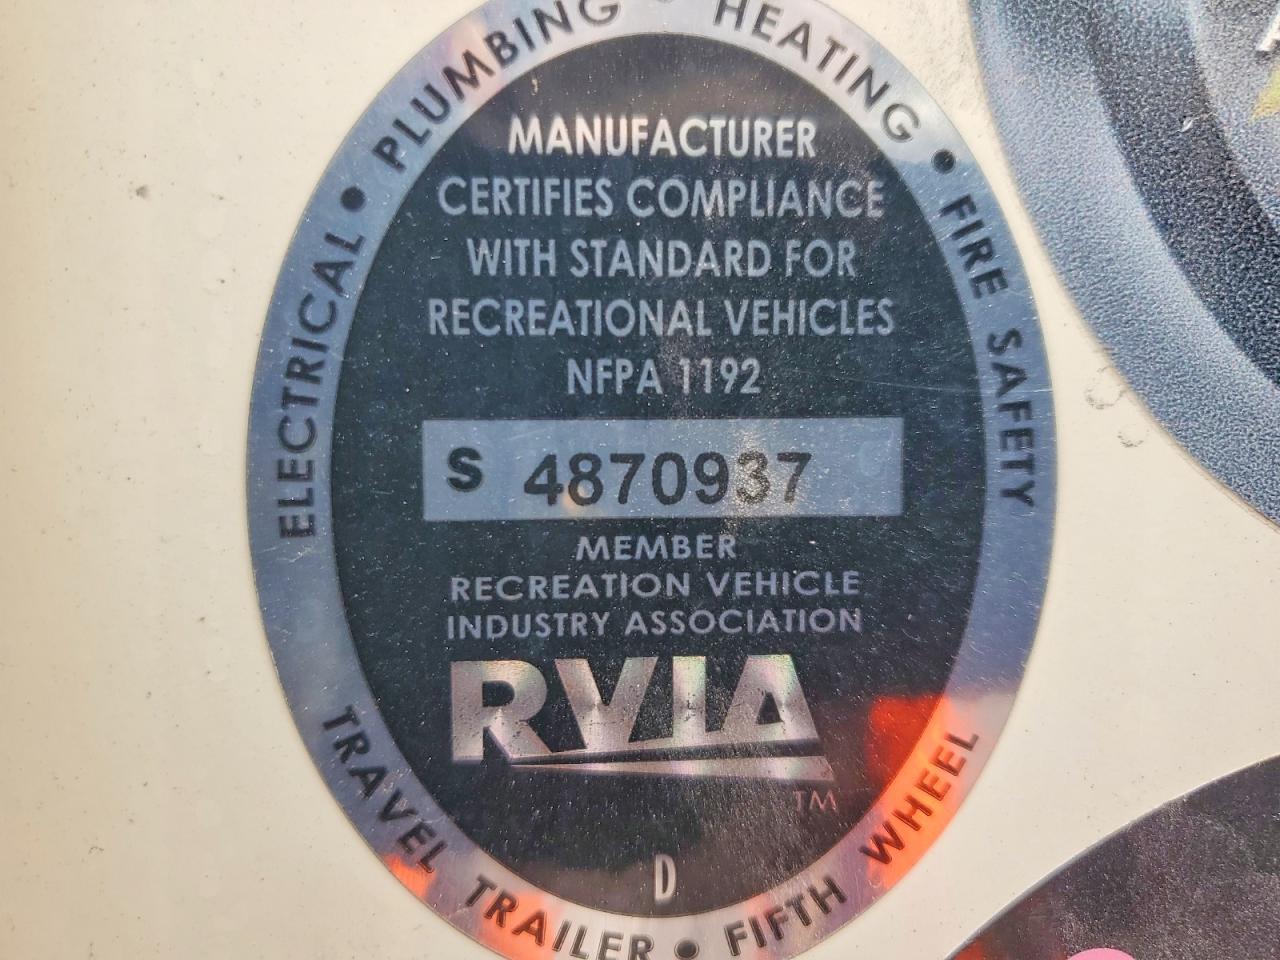 ELECTRICAL • PLUMBING • HEATING • FIRE SAFETY
MANUFACTURER
CERTIFIES COMPLIANCE
WITH STANDARD FOR
RECREATIONAL VEHICLES
NFPA 1192
S 4870937
MEMBER
RECREATION VEHICLE
INDUSTRY ASSOCIATION
RVIA
TM
D
TRAVEL TRAILER • FIFTH WHEEL